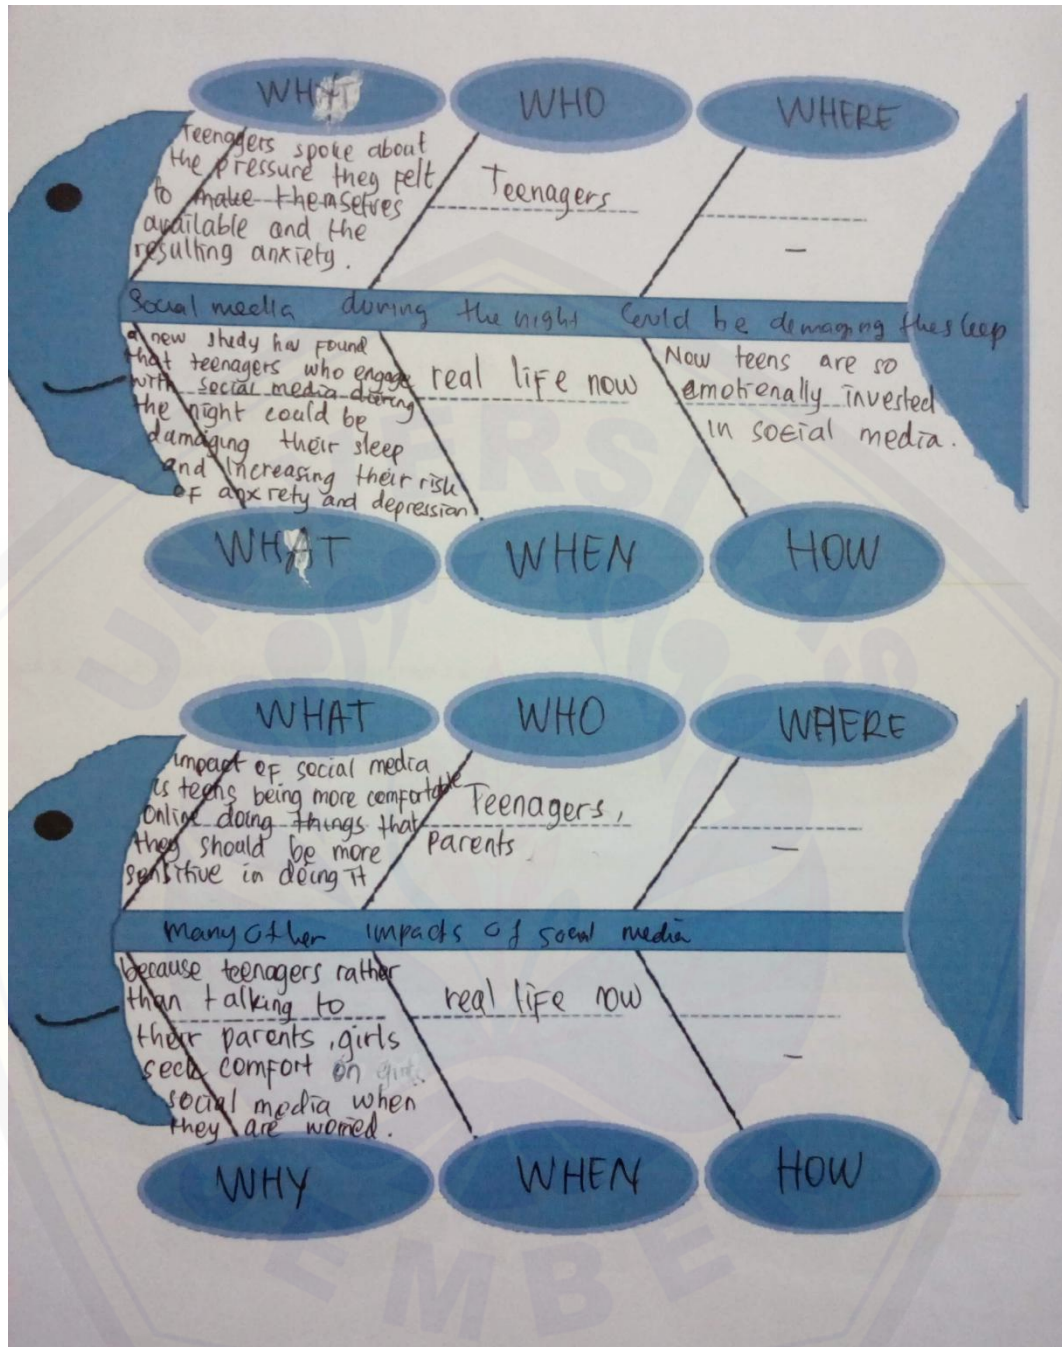 WHO
WHERE
Teenagers spoke about
the pressure they felt
to make themselves
available and the
resulting anxiety.
Teenagers
–
Social media during the night could be demaging the sleep
a new study has found
that teenagers who engage
with social media during
the night could be
damaging their sleep
and increasing their risk
of anxrety and depression
real life now
Now teens are so
emotionally invested
in social media.
WHAT
WHEN
HOW
WHAT
WHO
WHERE
impact of social media
is teens being more comfortable
Online doing things that
they should be more
sensitive in doing it
Teenagers,
parents
–
many other impacts of social media
because teenagers rather
than talking to
their parents, girls
seek comfort on
social media when
they are worried.
real life now
–
WHY
WHEN
HOW